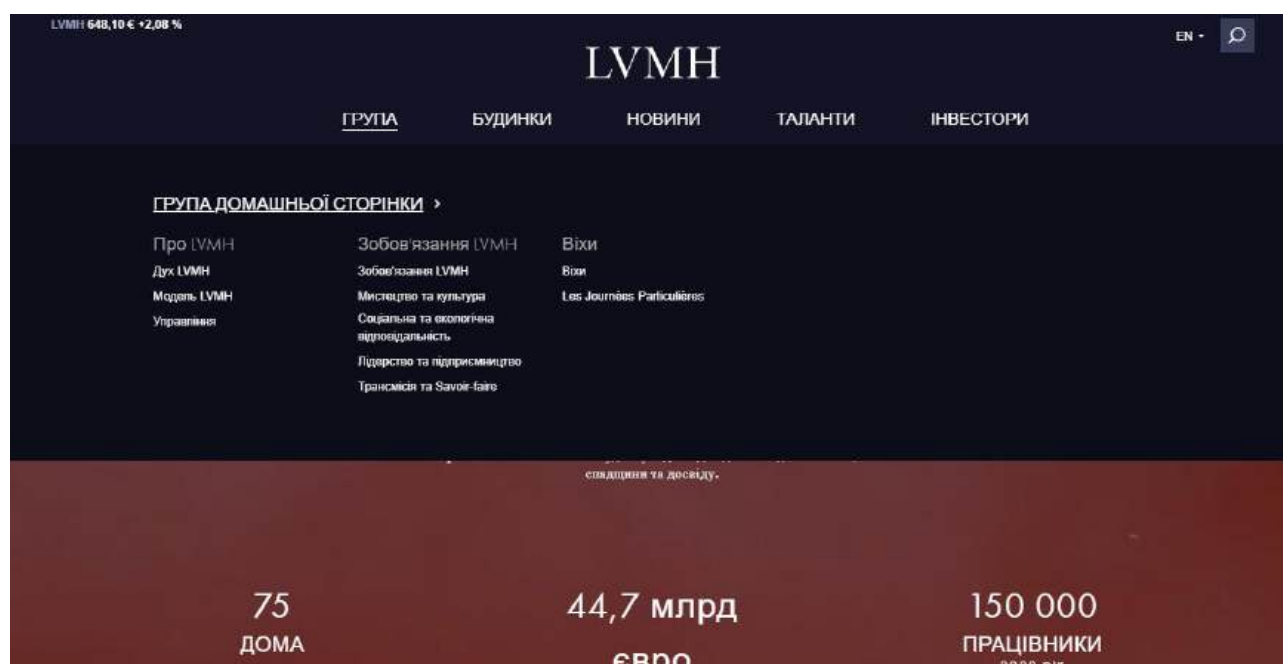 LVMH 648,10 € +2,08 %
EN
LVMH
ГРУПА БУДИНКИ НОВИНИ ТАЛАНТИ ІНВЕСТОРИ
ГРУПА ДОМАШНЬОЇ СТОРІНКИ >
Про LVMH
Дух LVMH
Модель LVMH
Управління
Зобов'язання LVMH
Зобов'язання LVMH
Мистецтво та культура
Соціальна та екологічна
відповідальність
Лідерство та підприємництво
Трансмісія та Savoir-faire
Віхи
Віхи
Les Journées Particulières
спадщини та досвіду.
75
ДОМА
44,7 млрд
євро
150 000
ПРАЦІВНИКИ